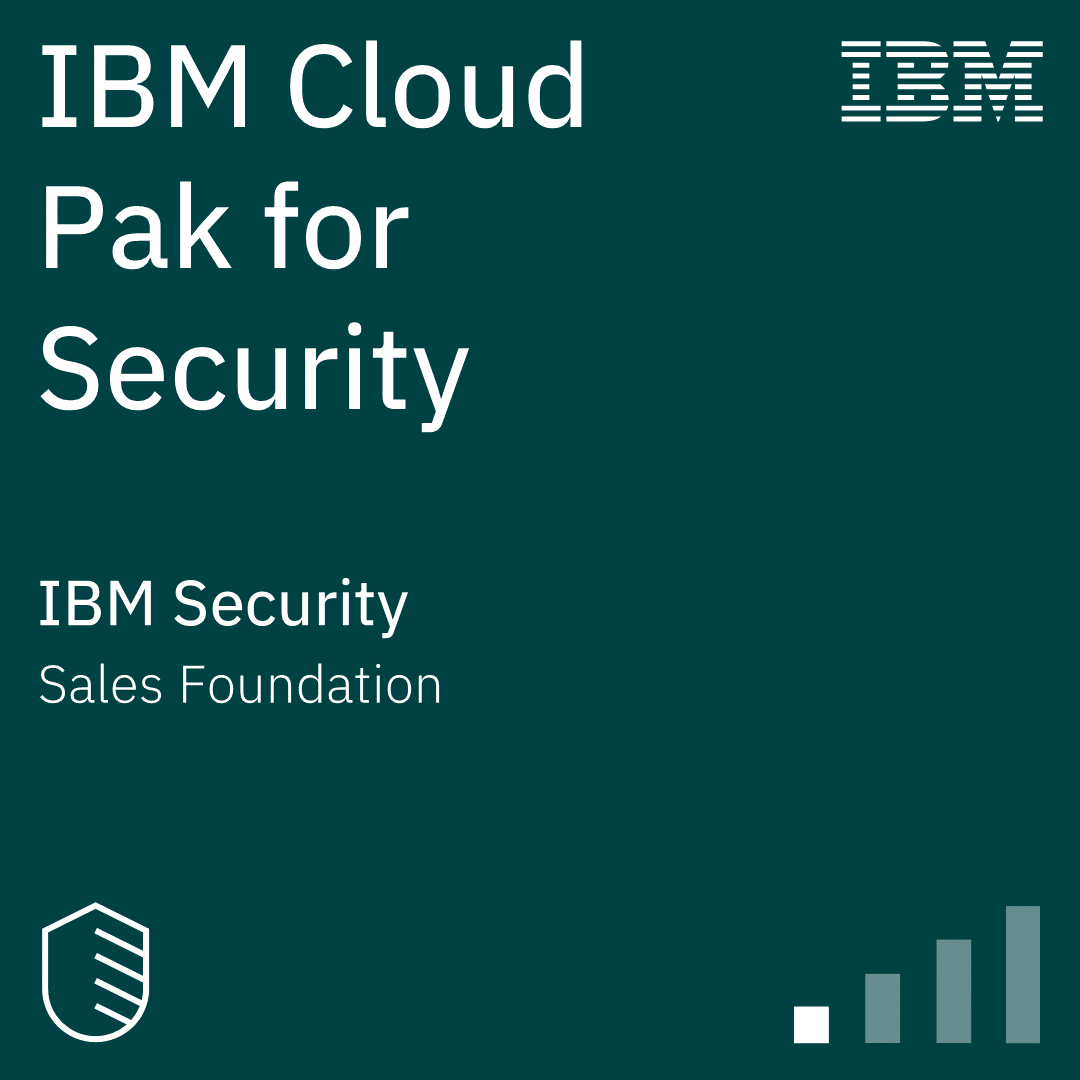 IBM Cloud
IBM
Pak for
Security
IBM Security
Sales Foundation